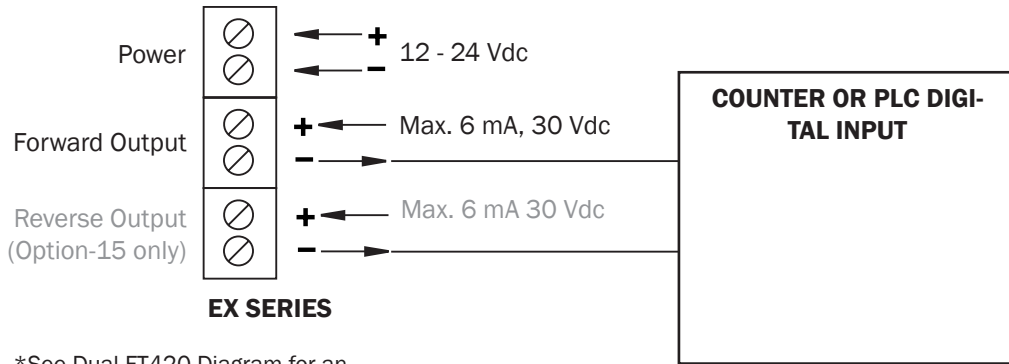 Power
+
12 - 24 Vdc
−
Forward Output
+
Max. 6 mA, 30 Vdc
−
Reverse Output
(Option-15 only)
+
Max. 6 mA 30 Vdc
−
EX SERIES
COUNTER OR PLC DIGI-
TAL INPUT
*See Dual FT420 Diagram for an